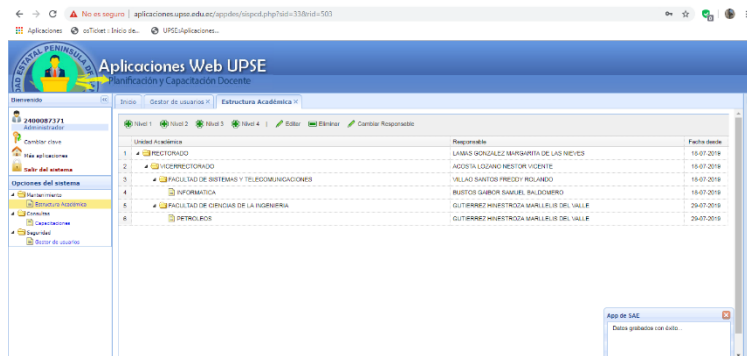 No es seguro | aplicaciones.upse.edu.ec/appdes/sispcd.php?sid=338rid=503
Aplicaciones osTicket : Inicio de... UPSE:Aplicaciones...
Aplicaciones Web UPSE
Planificación y Capacitación Docente
Bienvenido
2400087371
Administrador
Cambiar clave
Más aplicaciones
Salir del sistema
Opciones del sistema
Mantenimiento
Estructura Académica
Consultas
Capacitaciones
Seguridad
Gestor de usuarios
Inicio Gestor de usuarios Estructura Académica
Nivel 1 Nivel 2 Nivel 3 Nivel 4 | Editar Eliminar Cambiar Responsable
Unidad Académica Responsable Fecha desde
1 RECTORADO LAMAS GONZALEZ MARGARITA DE LAS NIEVES 16-07-2019
2 VICERRECTORADO ACOSTA LOZANO NESTOR VICENTE 16-07-2019
3 FACULTAD DE SISTEMAS Y TELECOMUNICACIONES VILLAO SANTOS FREDDY ROLANDO 16-07-2019
4 INFORMATICA BUSTOS GAIBOR SAMUEL BALDOMERO 16-07-2019
5 FACULTAD DE CIENCIAS DE LA INGENIERIA GUTIERREZ HINESTROZA MARLLELIS DEL VALLE 29-07-2019
6 PETROLEOS GUTIERREZ HINESTROZA MARLLELIS DEL VALLE 29-07-2019
App de SAE
Datos grabados con éxito...